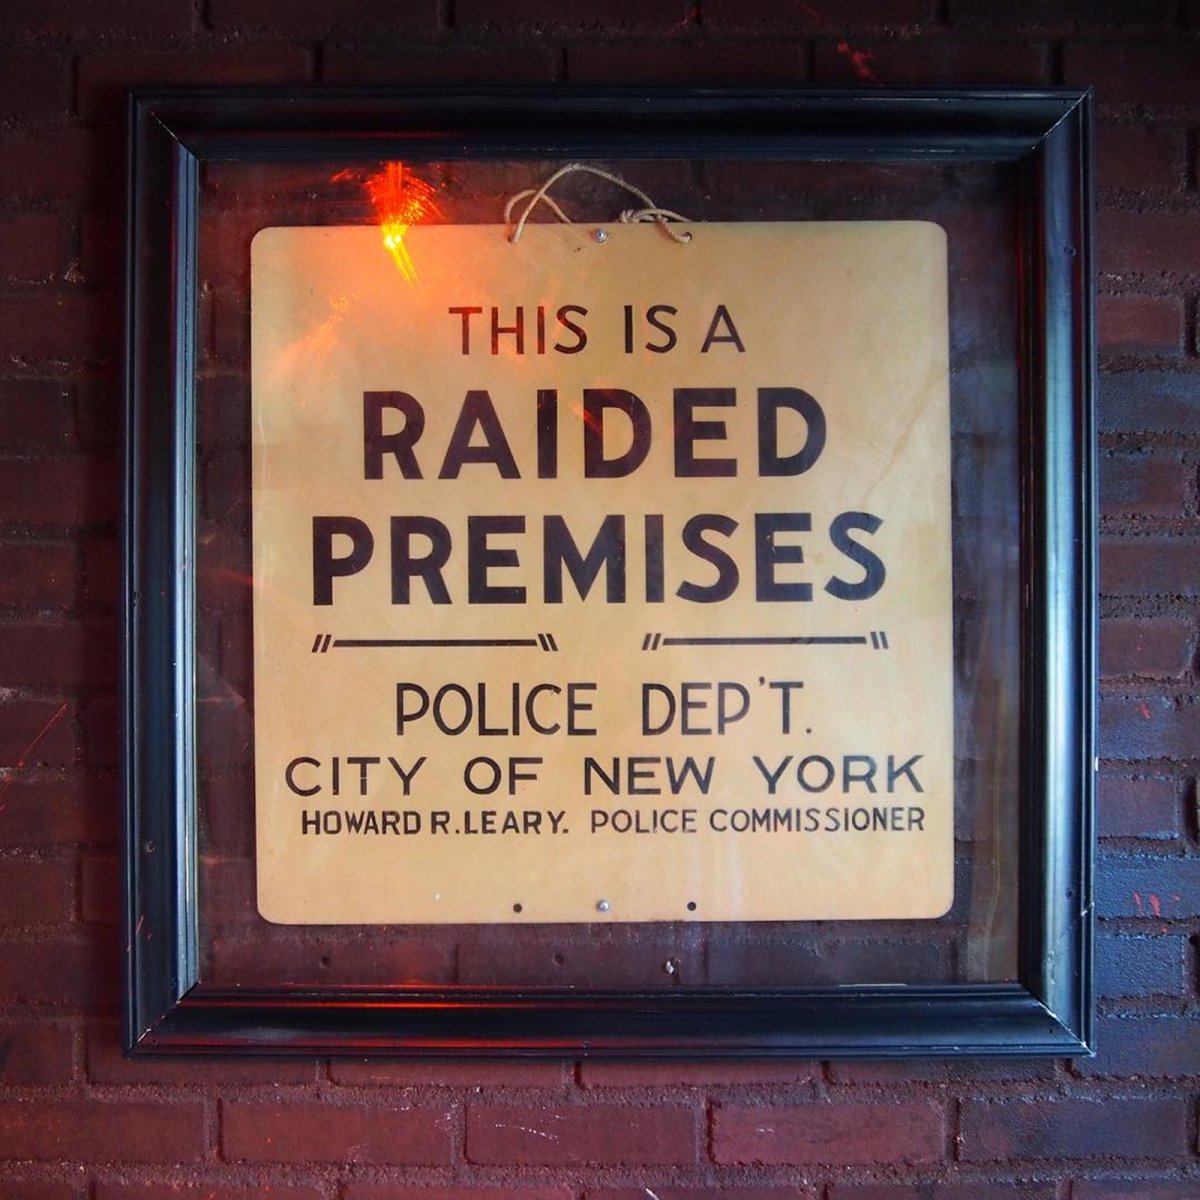 THIS IS A
RAIDED
PREMISES
POLICE DEP'T.
CITY OF NEW YORK
HOWARD R. LEARY. POLICE COMMISSIONER